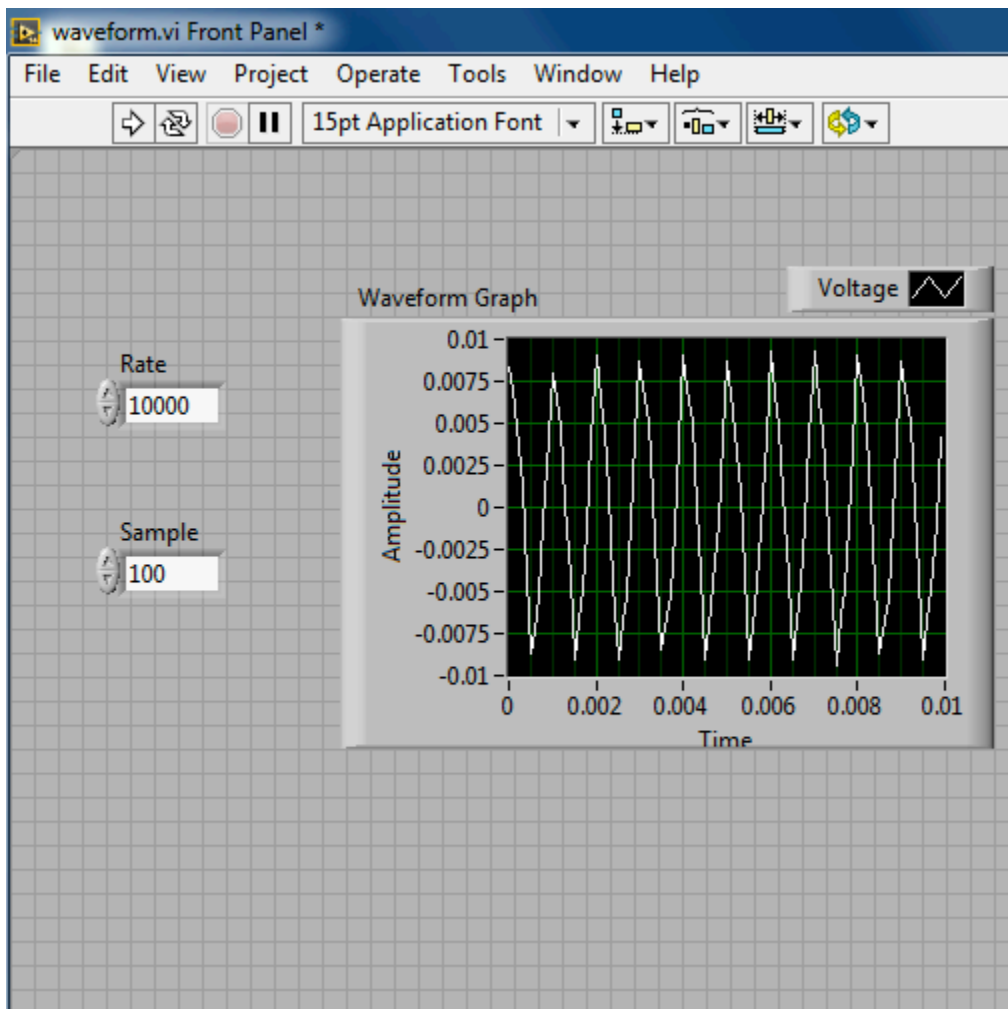 waveform.vi Front Panel *
File Edit View Project Operate Tools Window Help
15pt Application Font
Voltage
Waveform Graph
Rate
10000
Sample
100
Amplitude
0.01
0.0075
0.005
0.0025
0
-0.0025
-0.005
-0.0075
-0.01
0 0.002 0.004 0.006 0.008 0.01
Time